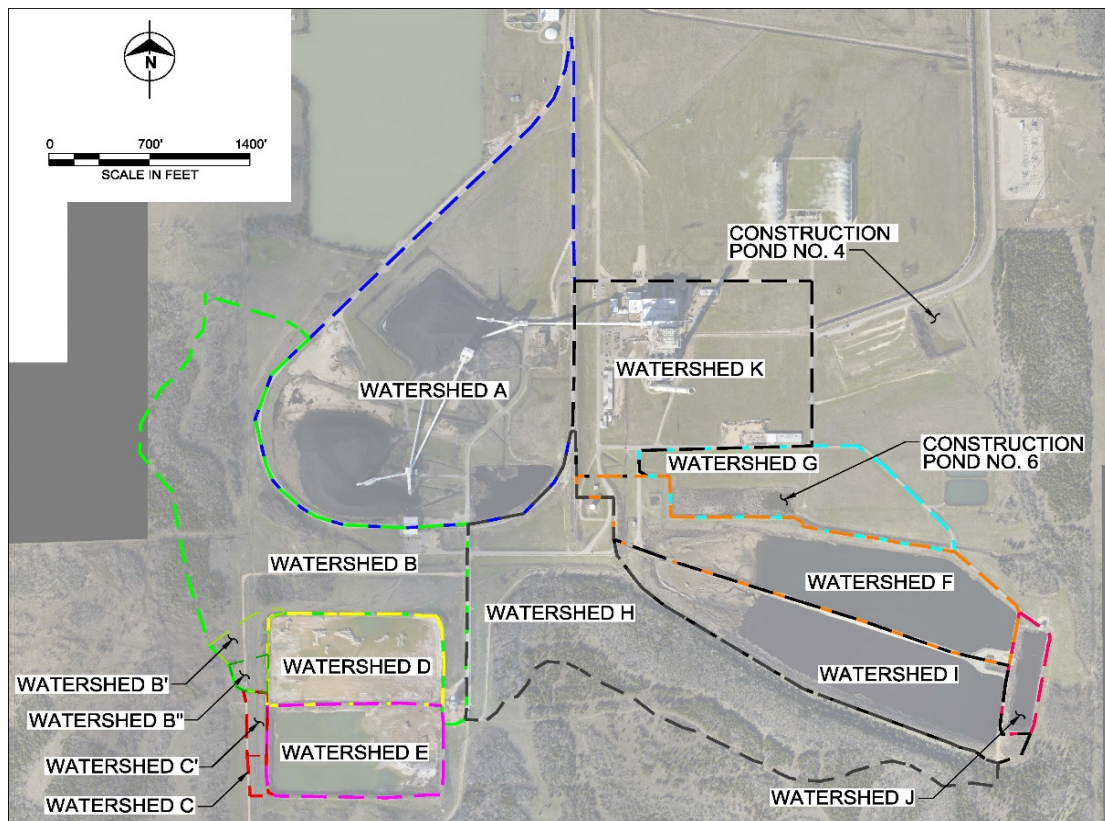 N
0 700' 1400'
SCALE IN FEET
CONSTRUCTION
POND NO. 4
WATERSHED A
WATERSHED K
CONSTRUCTION
POND NO. 6
WATERSHED G
WATERSHED B
WATERSHED F
WATERSHED H
WATERSHED D
WATERSHED I
WATERSHED B'
WATERSHED B"
WATERSHED E
WATERSHED C'
WATERSHED C
WATERSHED J